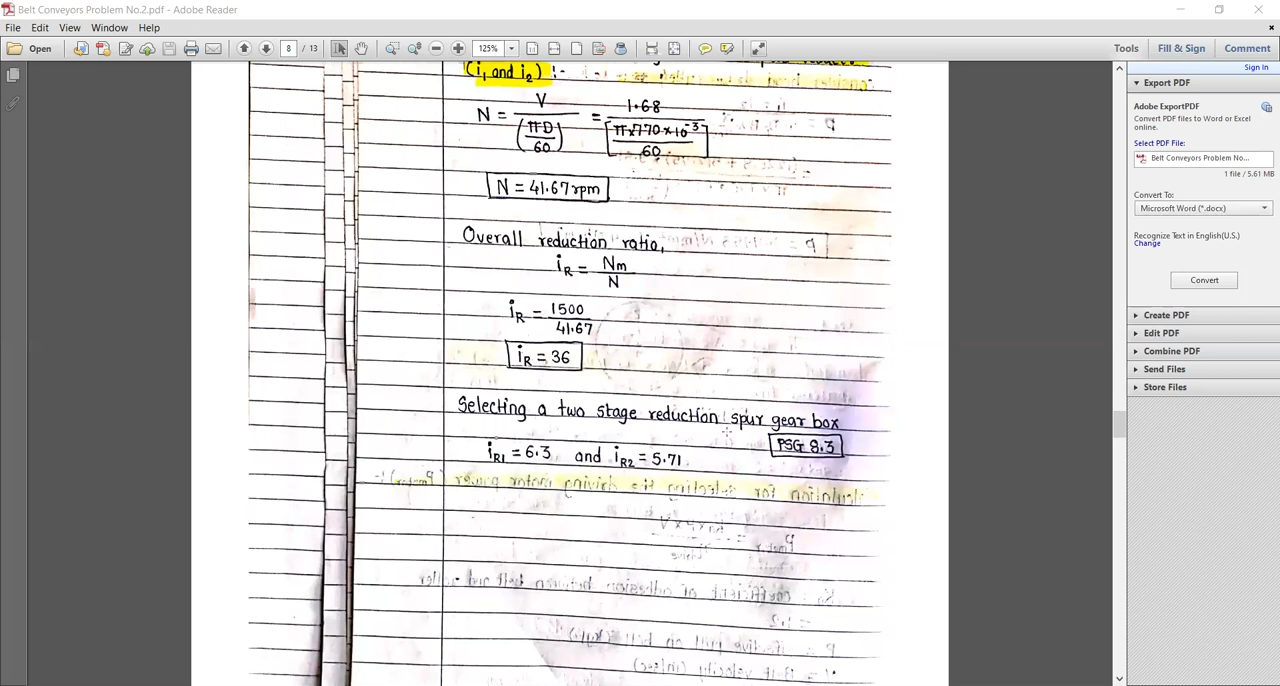 Belt Conveyors Problem No.2.pdf - Adobe Reader
File Edit View Window Help
Open 8 / 13 125% Tools Fill & Sign Comment
Sign In
Export PDF
Adobe ExportPDF
Convert PDF files to Word or Excel online.
Select PDF File:
Belt Conveyors Problem No...
1 file / 5.61 MB
Convert To:
Microsoft Word (*.docx)
Recognize Text in English(U.S.)
Change
Convert
Create PDF
Edit PDF
Combine PDF
Send Files
Store Files
(i1 and i2) :-
N = V / (πD/60) = 1.68 / [π×770×10^-3 / 60]
N = 41.67 rpm
Overall reduction ratio,
iR = Nm / N
iR = 1500 / 41.67
iR = 36
Selecting a two stage reduction spur gear box
PSG 8.3
iR1 = 6.3 and iR2 = 5.71